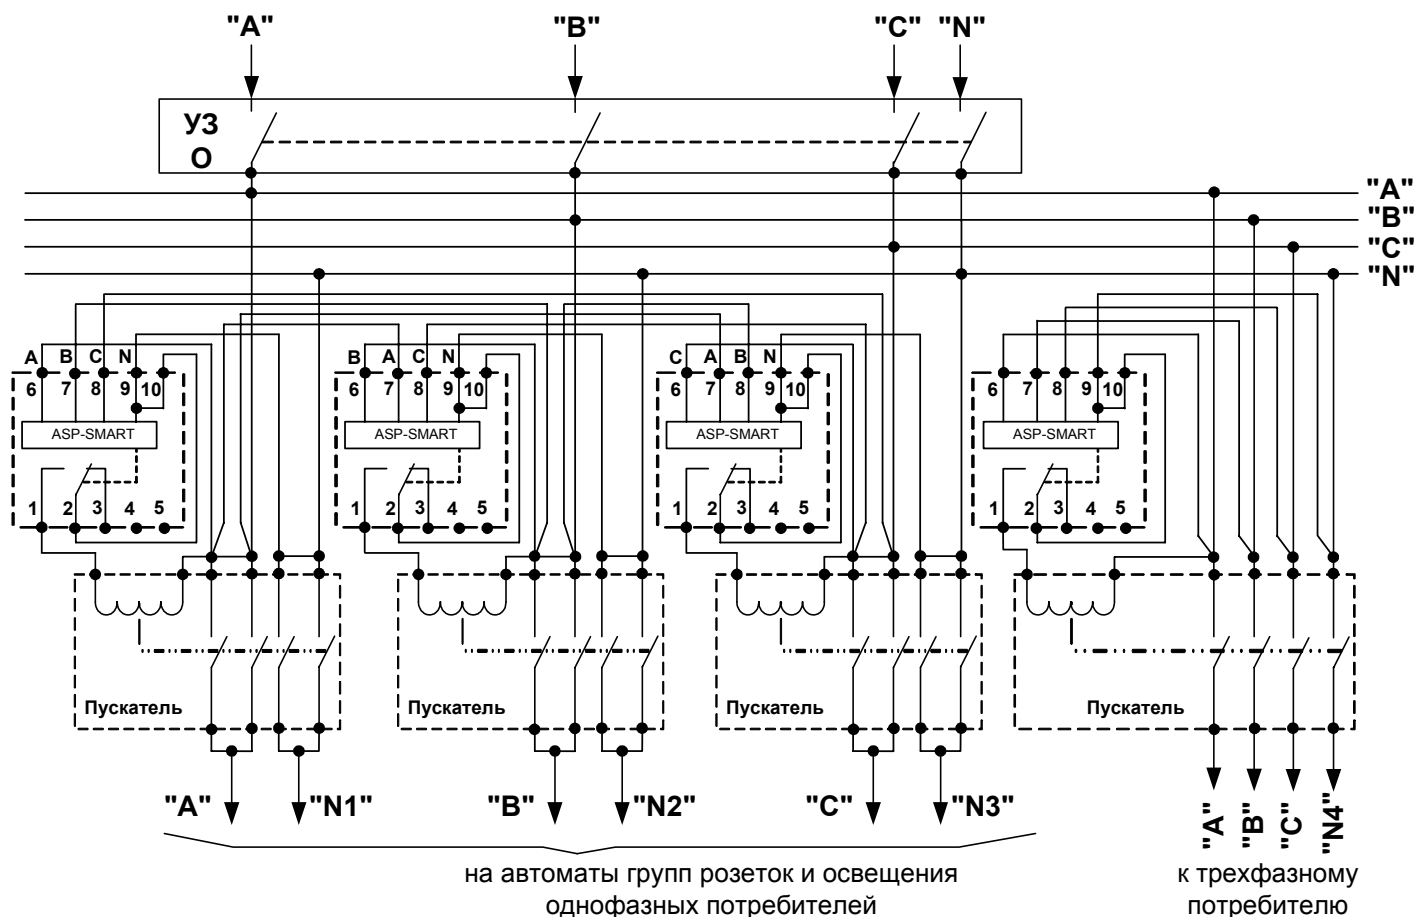 "A" "B" "C" "N"
УЗ
О
"A"
"B"
"C"
"N"
A B C N B A C N C A B N
6 7 8 9 10 6 7 8 9 10 6 7 8 9 10 6 7 8 9 10
ASP-SMART ASP-SMART ASP-SMART ASP-SMART
1 2 3 4 5 1 2 3 4 5 1 2 3 4 5 1 2 3 4 5
Пускатель Пускатель Пускатель Пускатель
"A" "N1" "B" "N2" "C" "N3" "A" "B" "C" "N4"
на автоматы групп розеток и освещения
однофазных потребителей
к трехфазному
потребителю